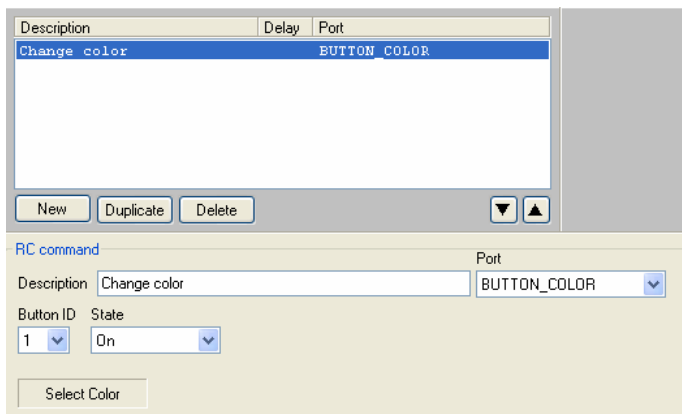 Description Delay Port
Change color BUTTON_COLOR
New Duplicate Delete
RC command
Port
Description Change color BUTTON_COLOR
Button ID State
1 On
Select Color